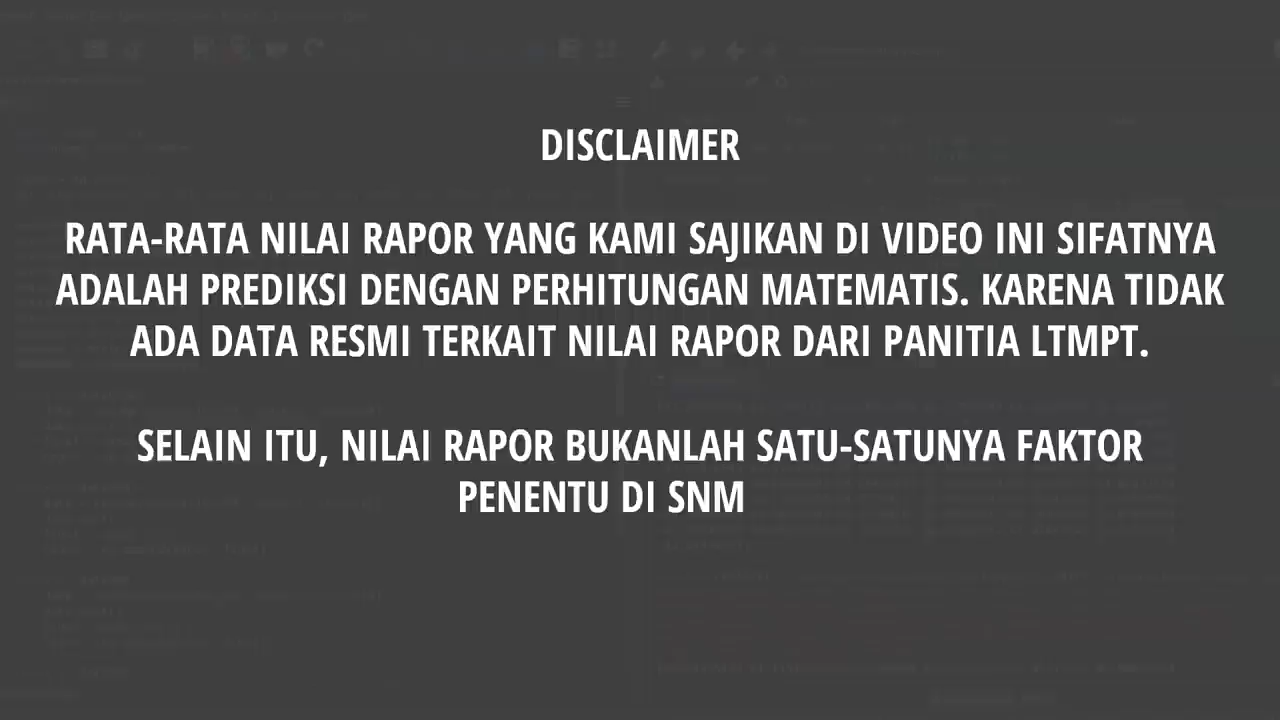 DISCLAIMER
RATA-RATA NILAI RAPOR YANG KAMI SAJIKAN DI VIDEO INI SIFATNYA
ADALAH PREDIKSI DENGAN PERHITUNGAN MATEMATIS. KARENA TIDAK
ADA DATA RESMI TERKAIT NILAI RAPOR DARI PANITIA LTMPT.
SELAIN ITU, NILAI RAPOR BUKANLAH SATU-SATUNYA FAKTOR
PENENTU DI SNM